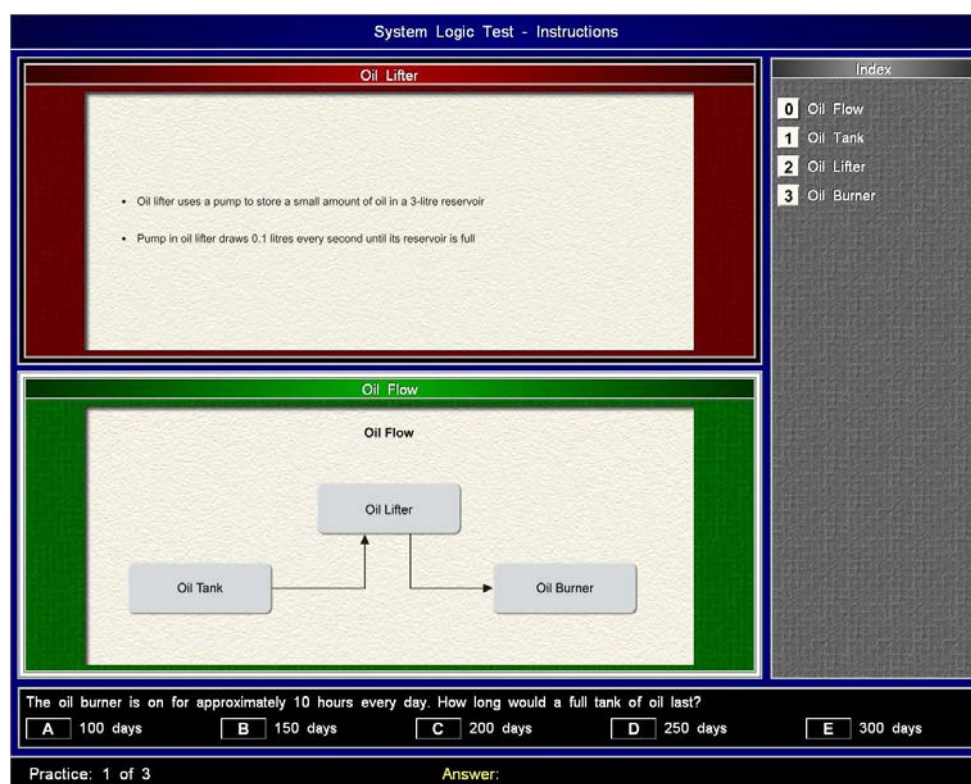 System Logic Test - Instructions
Oil Lifter
• Oil lifter uses a pump to store a small amount of oil in a 3-litre reservoir
• Pump in oil lifter draws 0.1 litres every second until its reservoir is full
Index
0 Oil Flow
1 Oil Tank
2 Oil Lifter
3 Oil Burner
Oil Flow
Oil Flow
Oil Lifter
Oil Tank
Oil Burner
The oil burner is on for approximately 10 hours every day. How long would a full tank of oil last?
A 100 days B 150 days C 200 days D 250 days E 300 days
Practice: 1 of 3 Answer: